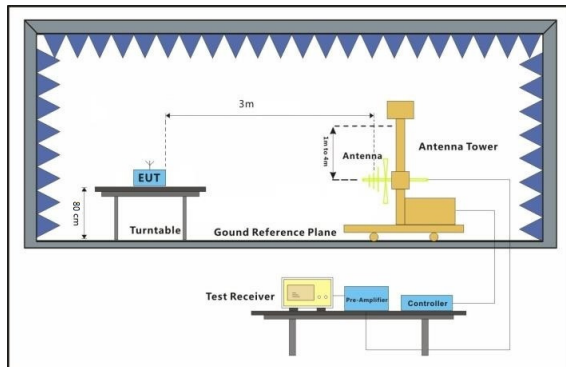 3m
1m to 4m
Antenna
Antenna Tower
EUT
80 cm
Turntable
Gound Reference Plane
Test Receiver
Pre-Amplifier
Controller